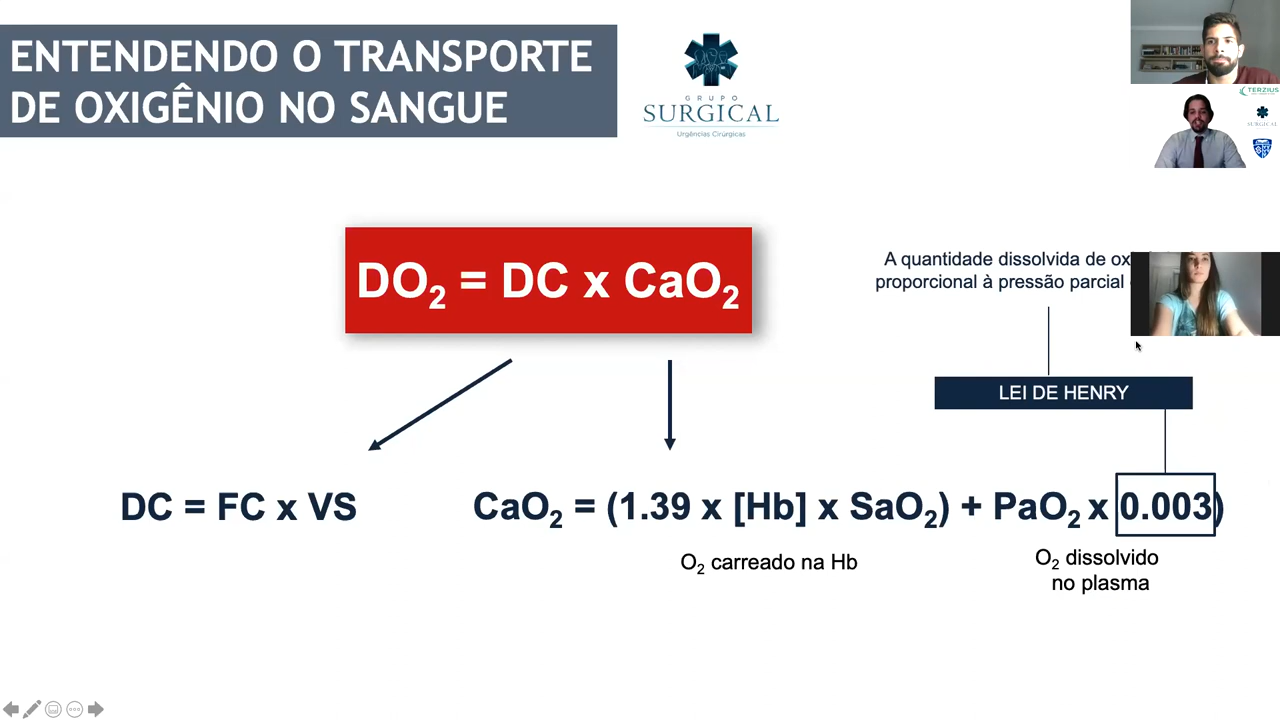 ENTENDENDO O TRANSPORTE
DE OXIGÊNIO NO SANGUE
GRUPO
SURGICAL
Urgências Cirúrgicas
TERZIUS
SURGICAL
DO₂ = DC x CaO₂
A quantidade dissolvida de
proporcional à pressão parcial
LEI DE HENRY
DC = FC x VS
CaO₂ = (1.39 x [Hb] x SaO₂) + PaO₂ x 0.003)
O₂ carreado na Hb
O₂ dissolvido
no plasma